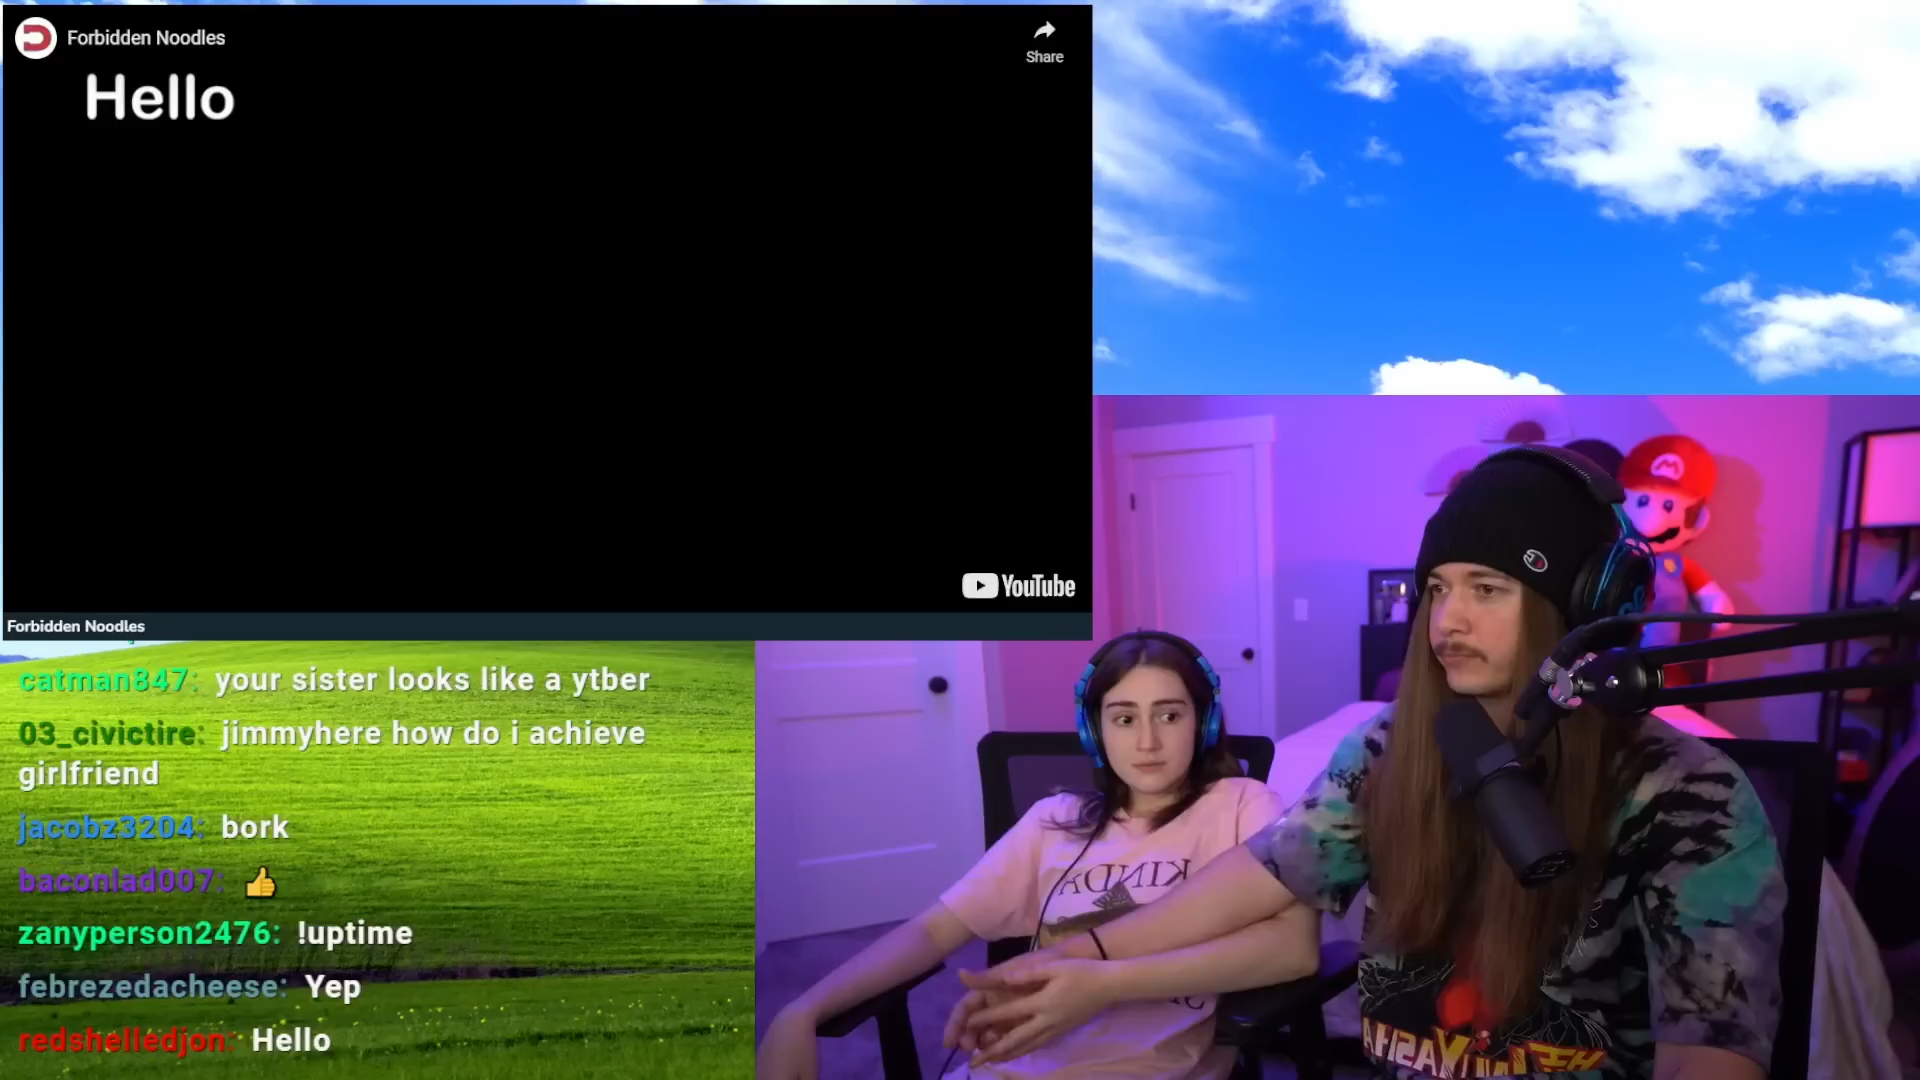 Forbidden Noodles
Share
Hello
YouTube
Forbidden Noodles
catman847: your sister looks like a ytber
03_civictire: jimmyhere how do i achieve
girlfriend
jacobz3204: bork
baconlad007: 👍
zanyperson2476: !uptime
febrezedacheese: Yep
redshelledjon: Hello
M
KINDA